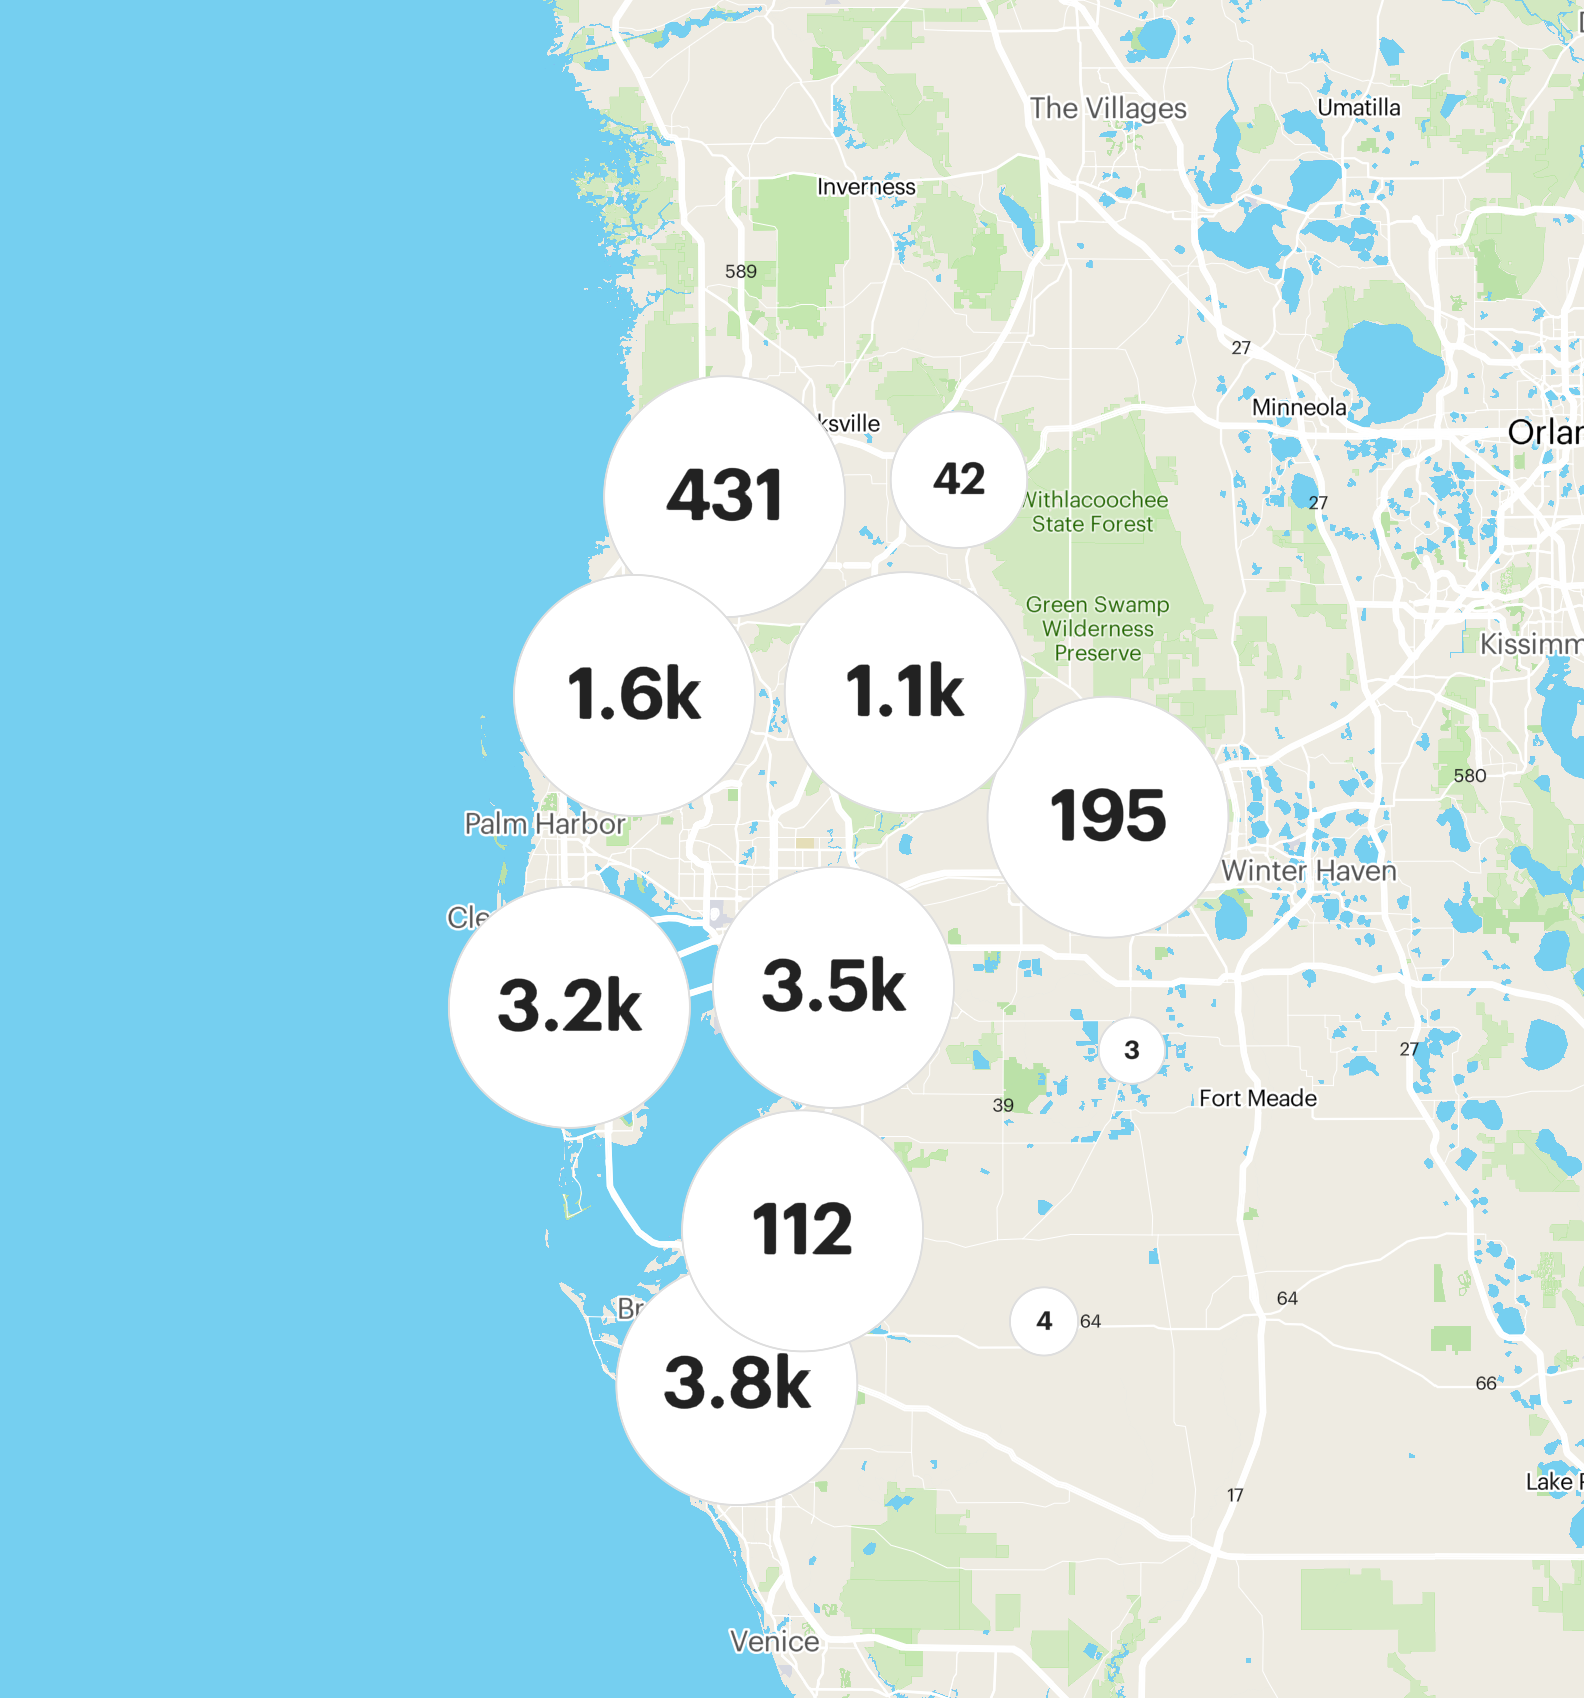 The Villages
Umatilla
Inverness
589
27
Minneola
Orlan
ksville
431
42
27
Withlacoochee
State Forest
Green Swamp
Wilderness
Preserve
Kissimm
1.6k
1.1k
195
580
Palm Harbor
Winter Haven
Cle
3.2k
3.5k
3
27
39
Fort Meade
112
Br
4
64
64
3.8k
66
Lake P
17
Venice